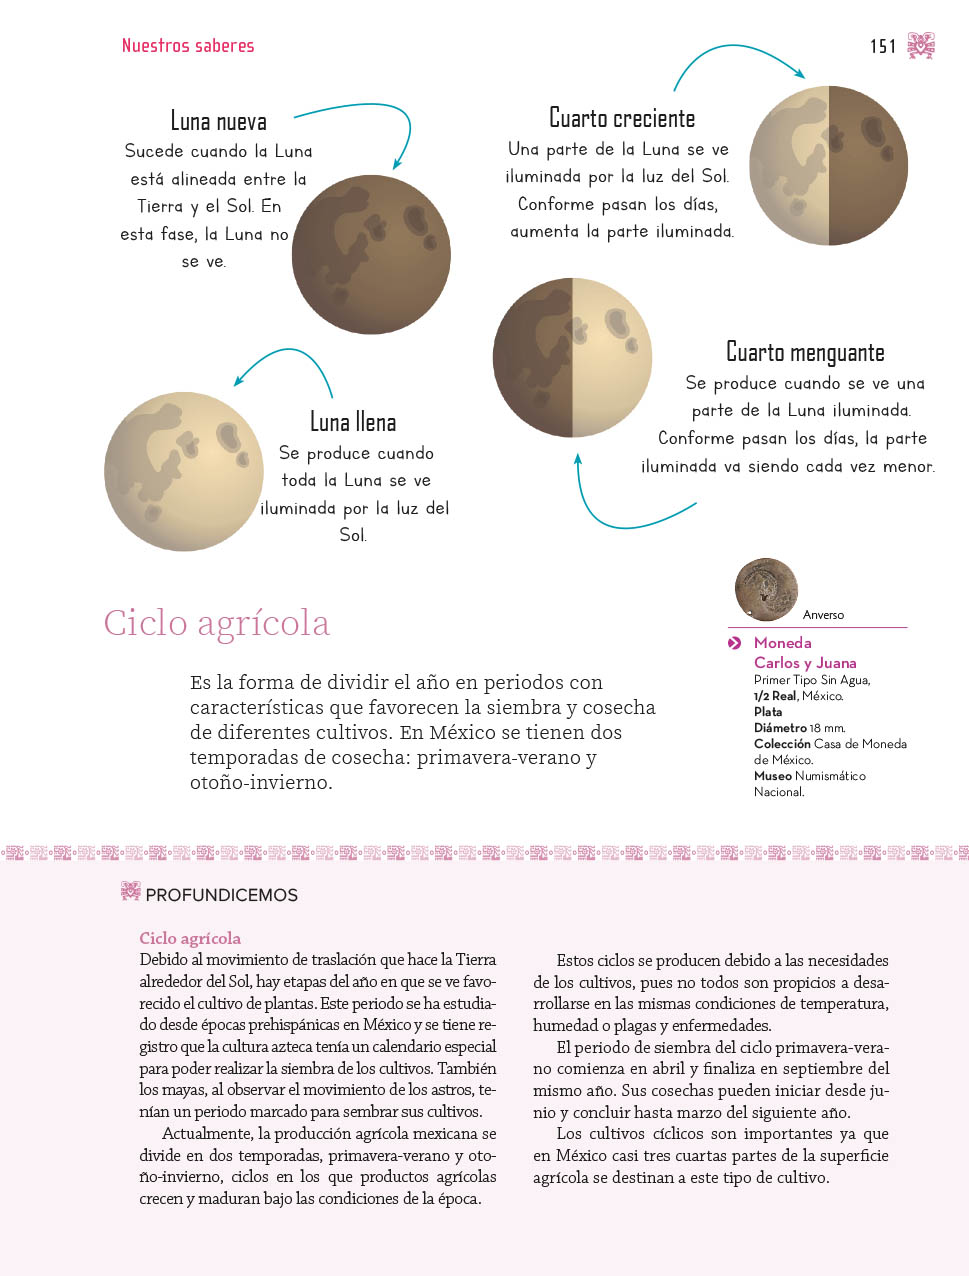 Nuestros saberes
151
Luna nueva
Sucede cuando la Luna
está alineada entre la
Tierra y el Sol. En
esta fase, la Luna no
se ve.
Cuarto creciente
Una parte de la Luna se ve
iluminada por la luz del Sol.
Conforme pasan los días,
aumenta la parte iluminada.
Luna llena
Se produce cuando
toda la Luna se ve
iluminada por la luz del
Sol.
Cuarto menguante
Se produce cuando se ve una
parte de la Luna iluminada.
Conforme pasan los días, la parte
iluminada va siendo cada vez menor.
Ciclo agrícola
Es la forma de dividir el año en periodos con
características que favorecen la siembra y cosecha
de diferentes cultivos. En México se tienen dos
temporadas de cosecha: primavera-verano y
otoño-invierno.
Anverso
Moneda
Carlos y Juana
Primer Tipo Sin Agua,
1/2 Real, México.
Plata
Diámetro 18 mm.
Colección Casa de Moneda
de México.
Museo Numismático
Nacional.
PROFUNDICEMOS
Ciclo agrícola
Debido al movimiento de traslación que hace la Tierra
alrededor del Sol, hay etapas del año en que se ve favo-
recido el cultivo de plantas. Este periodo se ha estudia-
do desde épocas prehispánicas en México y se tiene re-
gistro que la cultura azteca tenía un calendario especial
para poder realizar la siembra de los cultivos. También
los mayas, al observar el movimiento de los astros, te-
nían un periodo marcado para sembrar sus cultivos.
Actualmente, la producción agrícola mexicana se
divide en dos temporadas, primavera-verano y oto-
ño-invierno, ciclos en los que productos agrícolas
crecen y maduran bajo las condiciones de la época.
Estos ciclos se producen debido a las necesidades
de los cultivos, pues no todos son propicios a desa-
rrollarse en las mismas condiciones de temperatura,
humedad o plagas y enfermedades.
El periodo de siembra del ciclo primavera-vera-
no comienza en abril y finaliza en septiembre del
mismo año. Sus cosechas pueden iniciar desde ju-
nio y concluir hasta marzo del siguiente año.
Los cultivos cíclicos son importantes ya que
en México casi tres cuartas partes de la superficie
agrícola se destinan a este tipo de cultivo.